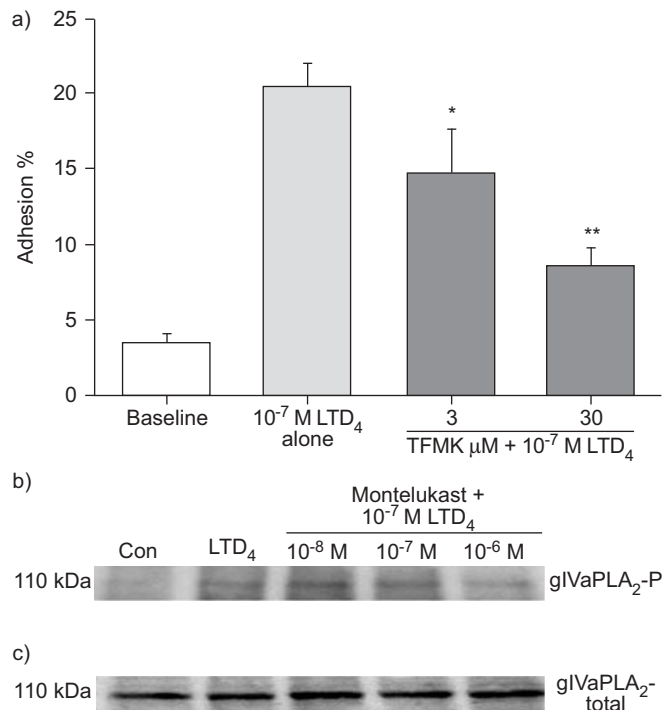 a)
25
20
15
10
5
0
Adhesion %
*
**
Baseline
10⁻⁷ M LTD₄
alone
3
30
TFMK μM + 10⁻⁷ M LTD₄
b)
Montelukast +
10⁻⁷ M LTD₄
Con
LTD₄
10⁻⁸ M
10⁻⁷ M
10⁻⁶ M
110 kDa
gIVaPLA₂-P
c)
110 kDa
gIVaPLA₂-
total